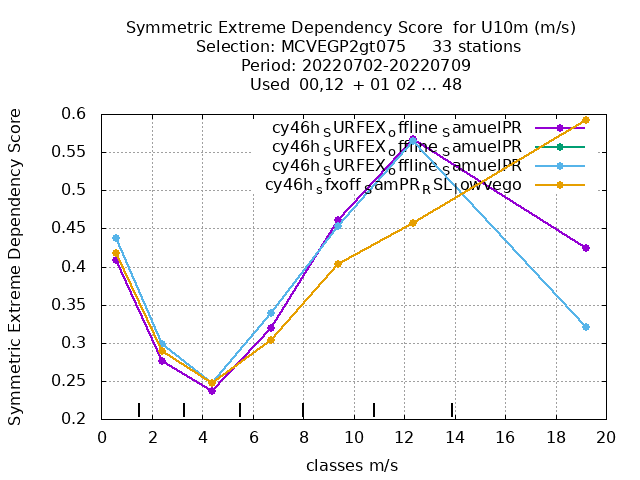 Symmetric Extreme Dependency Score for U10m (m/s)
Selection: MCVEGP2gt075 33 stations
Period: 20220702-20220709
Used 00,12 + 01 02 ... 48
Symmetric Extreme Dependency Score
0.6
0.55
0.5
0.45
0.4
0.35
0.3
0.25
0.2
cy46h_SURFEX_offline_SamuelPR
cy46h_SURFEX_offline_SamuelPR
cy46h_SURFEX_offline_SamuelPR
cy46h_sfxoff_SamPR_RSL_lowvego
0 2 4 6 8 10 12 14 16 18 20
classes m/s